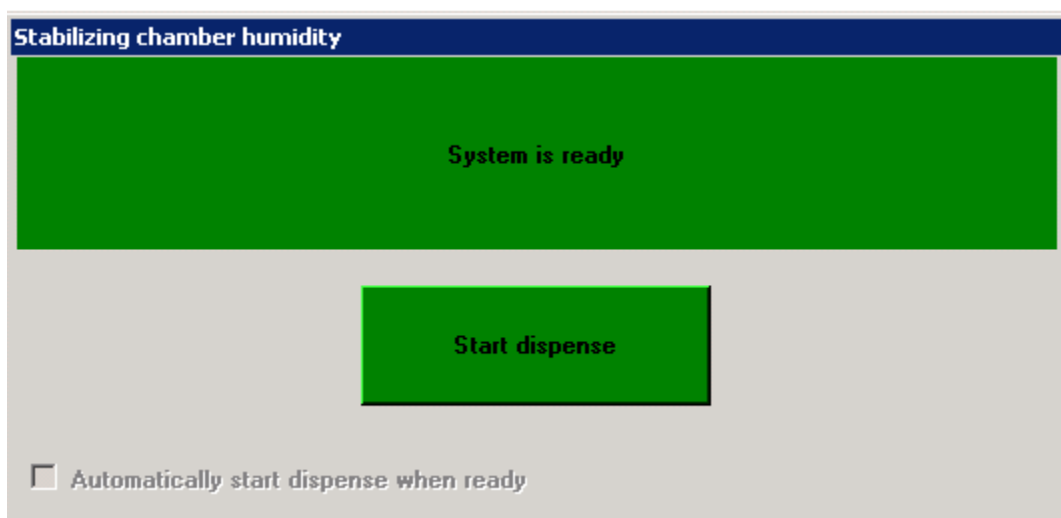 Stabilizing chamber humidity
System is ready
Start dispense
Automatically start dispense when ready